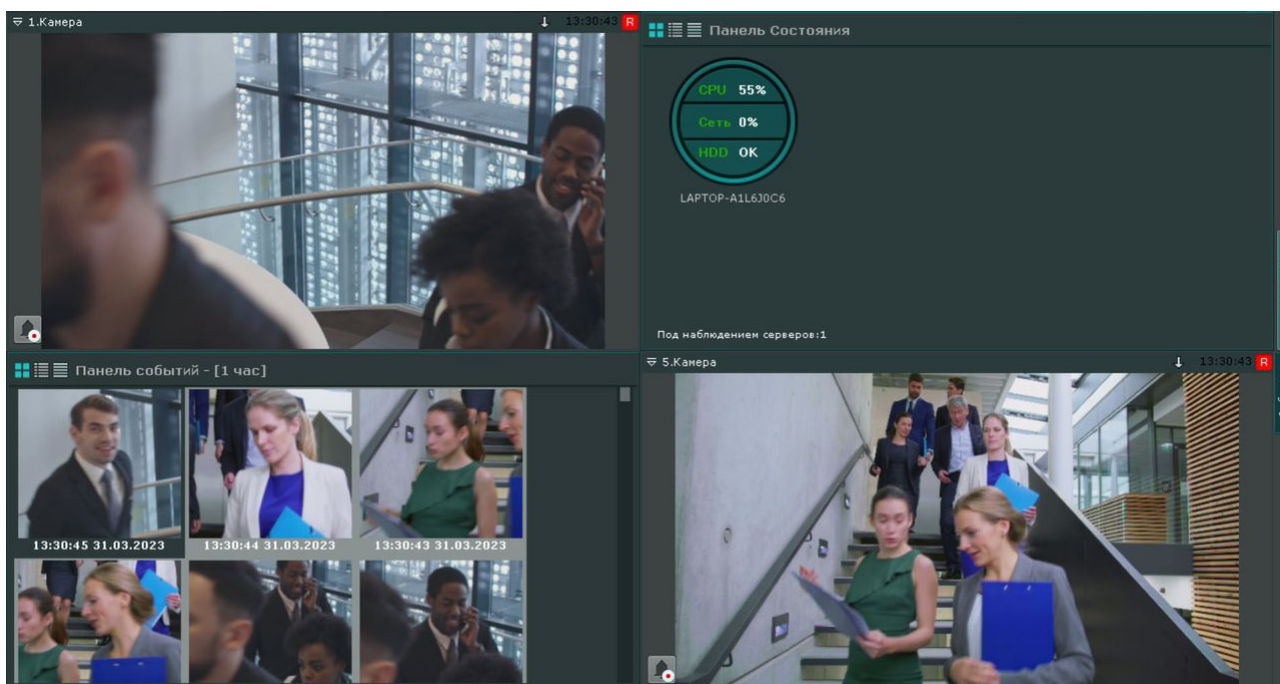 1.Камера
13:30:43 R
Панель Состояния
CPU 55%
Сеть 0%
HDD OK
LAPTOP-A1L6J0C6
Под наблюдением серверов:1
Панель событий - [1 час]
13:30:45 31.03.2023
13:30:44 31.03.2023
13:30:43 31.03.2023
5.Камера
13:30:43 R